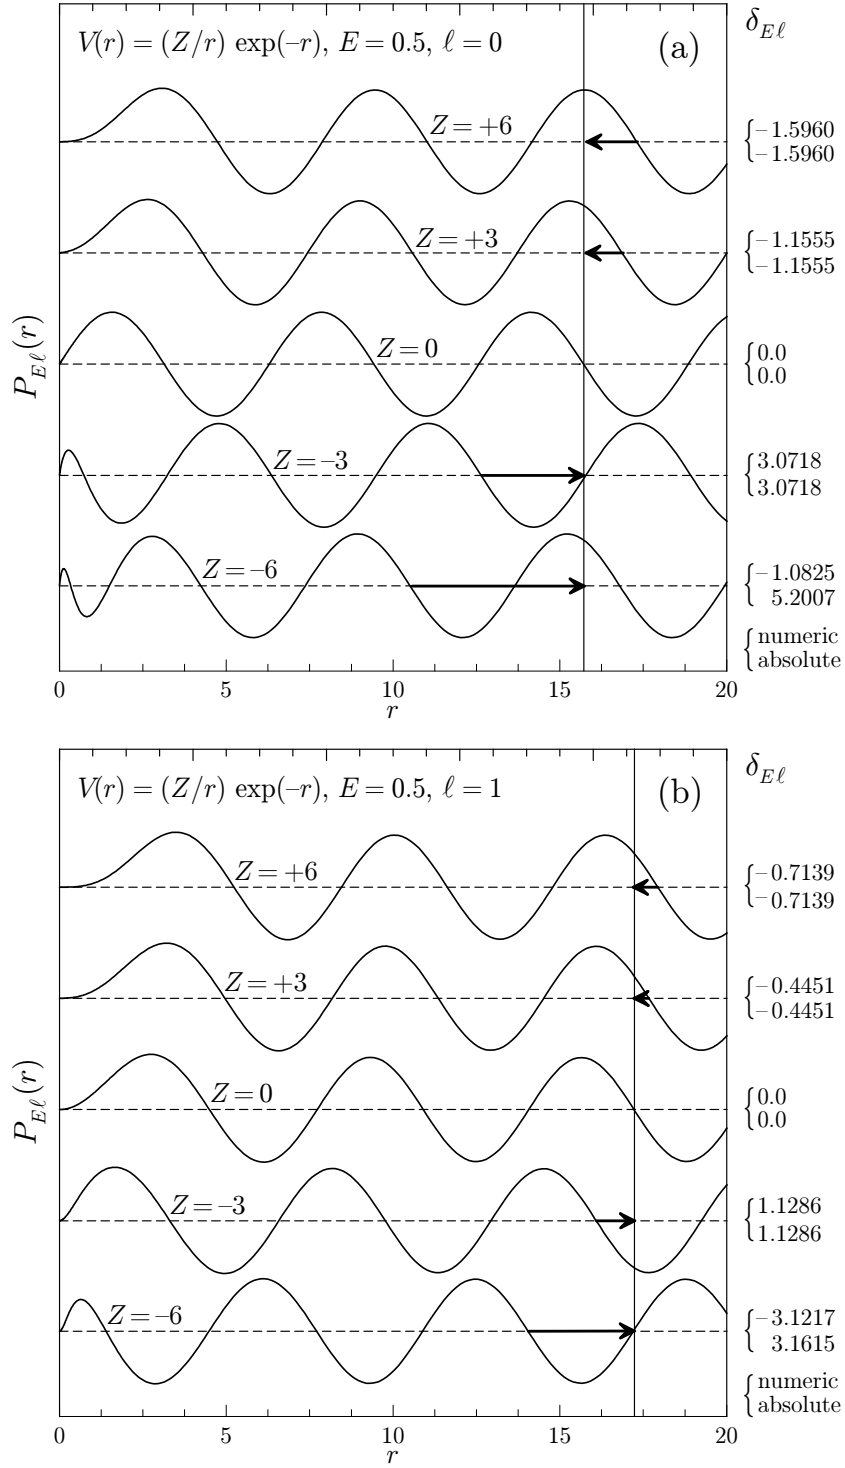 V(r) = (Z/r) exp(–r), E = 0.5, ℓ = 0
(a)
δ_{Eℓ}
Z = +6
–1.5960
–1.5960
Z = +3
–1.1555
–1.1555
Z = 0
0.0
0.0
Z = –3
3.0718
3.0718
Z = –6
–1.0825
5.2007
numeric
absolute
P_{Eℓ}(r)
0 5 10 15 20
r
V(r) = (Z/r) exp(–r), E = 0.5, ℓ = 1
(b)
δ_{Eℓ}
Z = +6
–0.7139
–0.7139
Z = +3
–0.4451
–0.4451
Z = 0
0.0
0.0
Z = –3
1.1286
1.1286
Z = –6
–3.1217
3.1615
numeric
absolute
P_{Eℓ}(r)
0 5 10 15 20
r